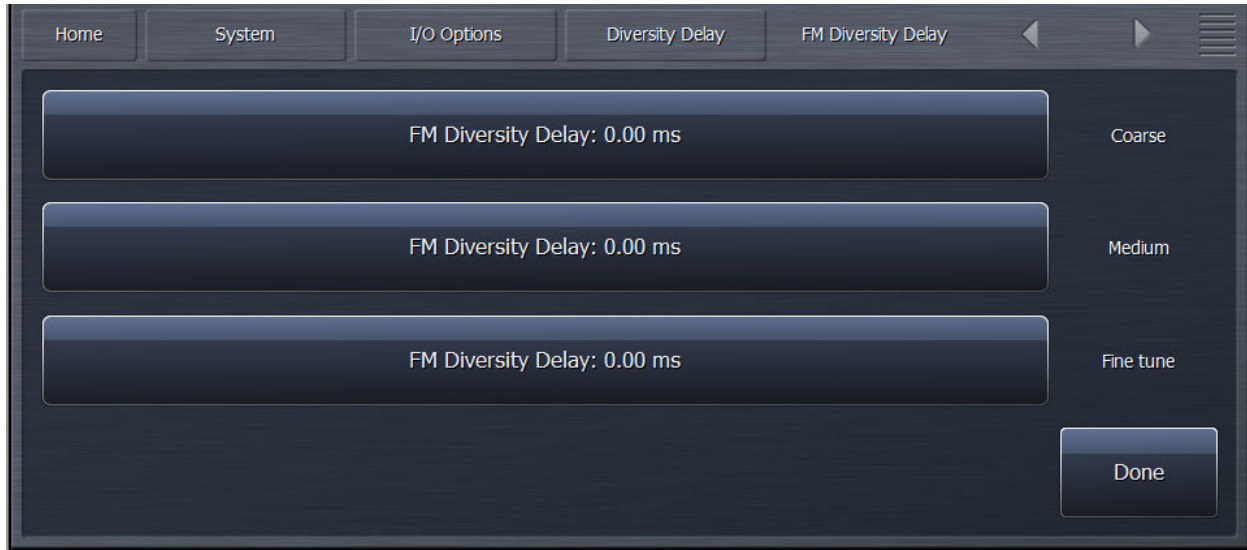 Home System I/O Options Diversity Delay FM Diversity Delay
FM Diversity Delay: 0.00 ms Coarse
FM Diversity Delay: 0.00 ms Medium
FM Diversity Delay: 0.00 ms Fine tune
Done